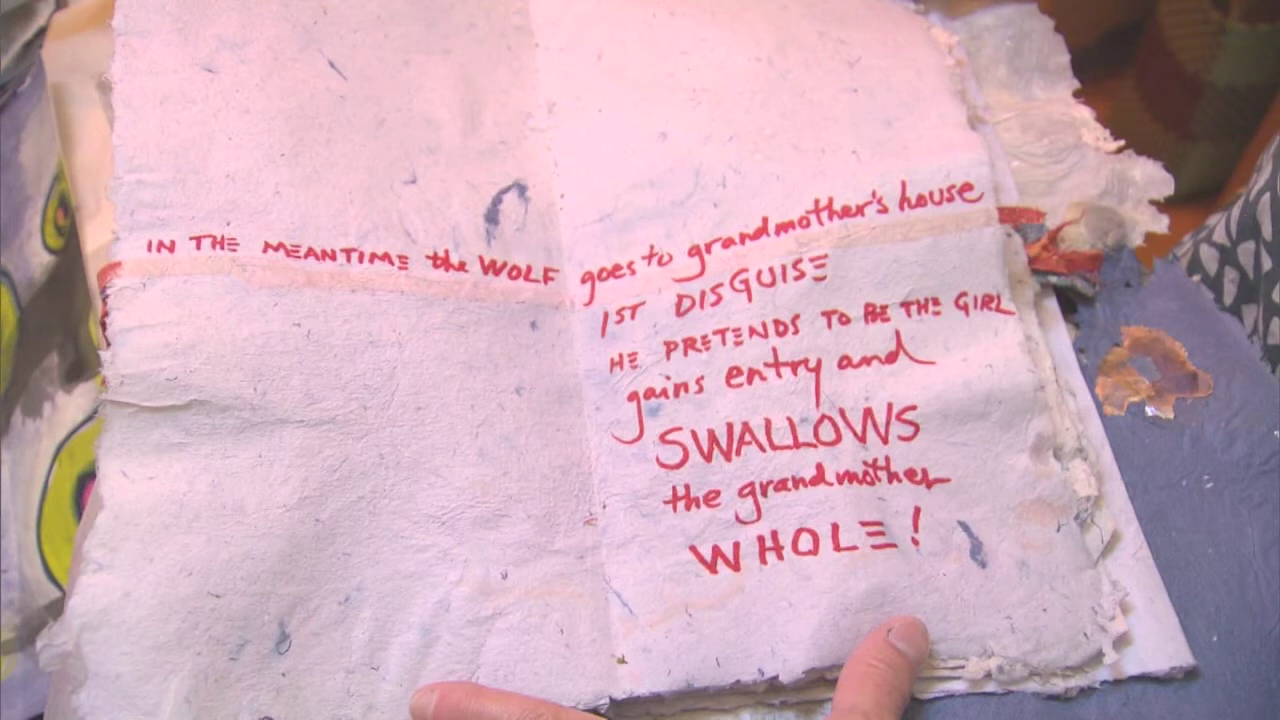 IN THE MEANTIME the WOLF goes to grandmother's house
1ST DISGUISE
HE PRETENDS TO BE THE GIRL
gains entry and
SWALLOWS
the grandmother
WHOLE!